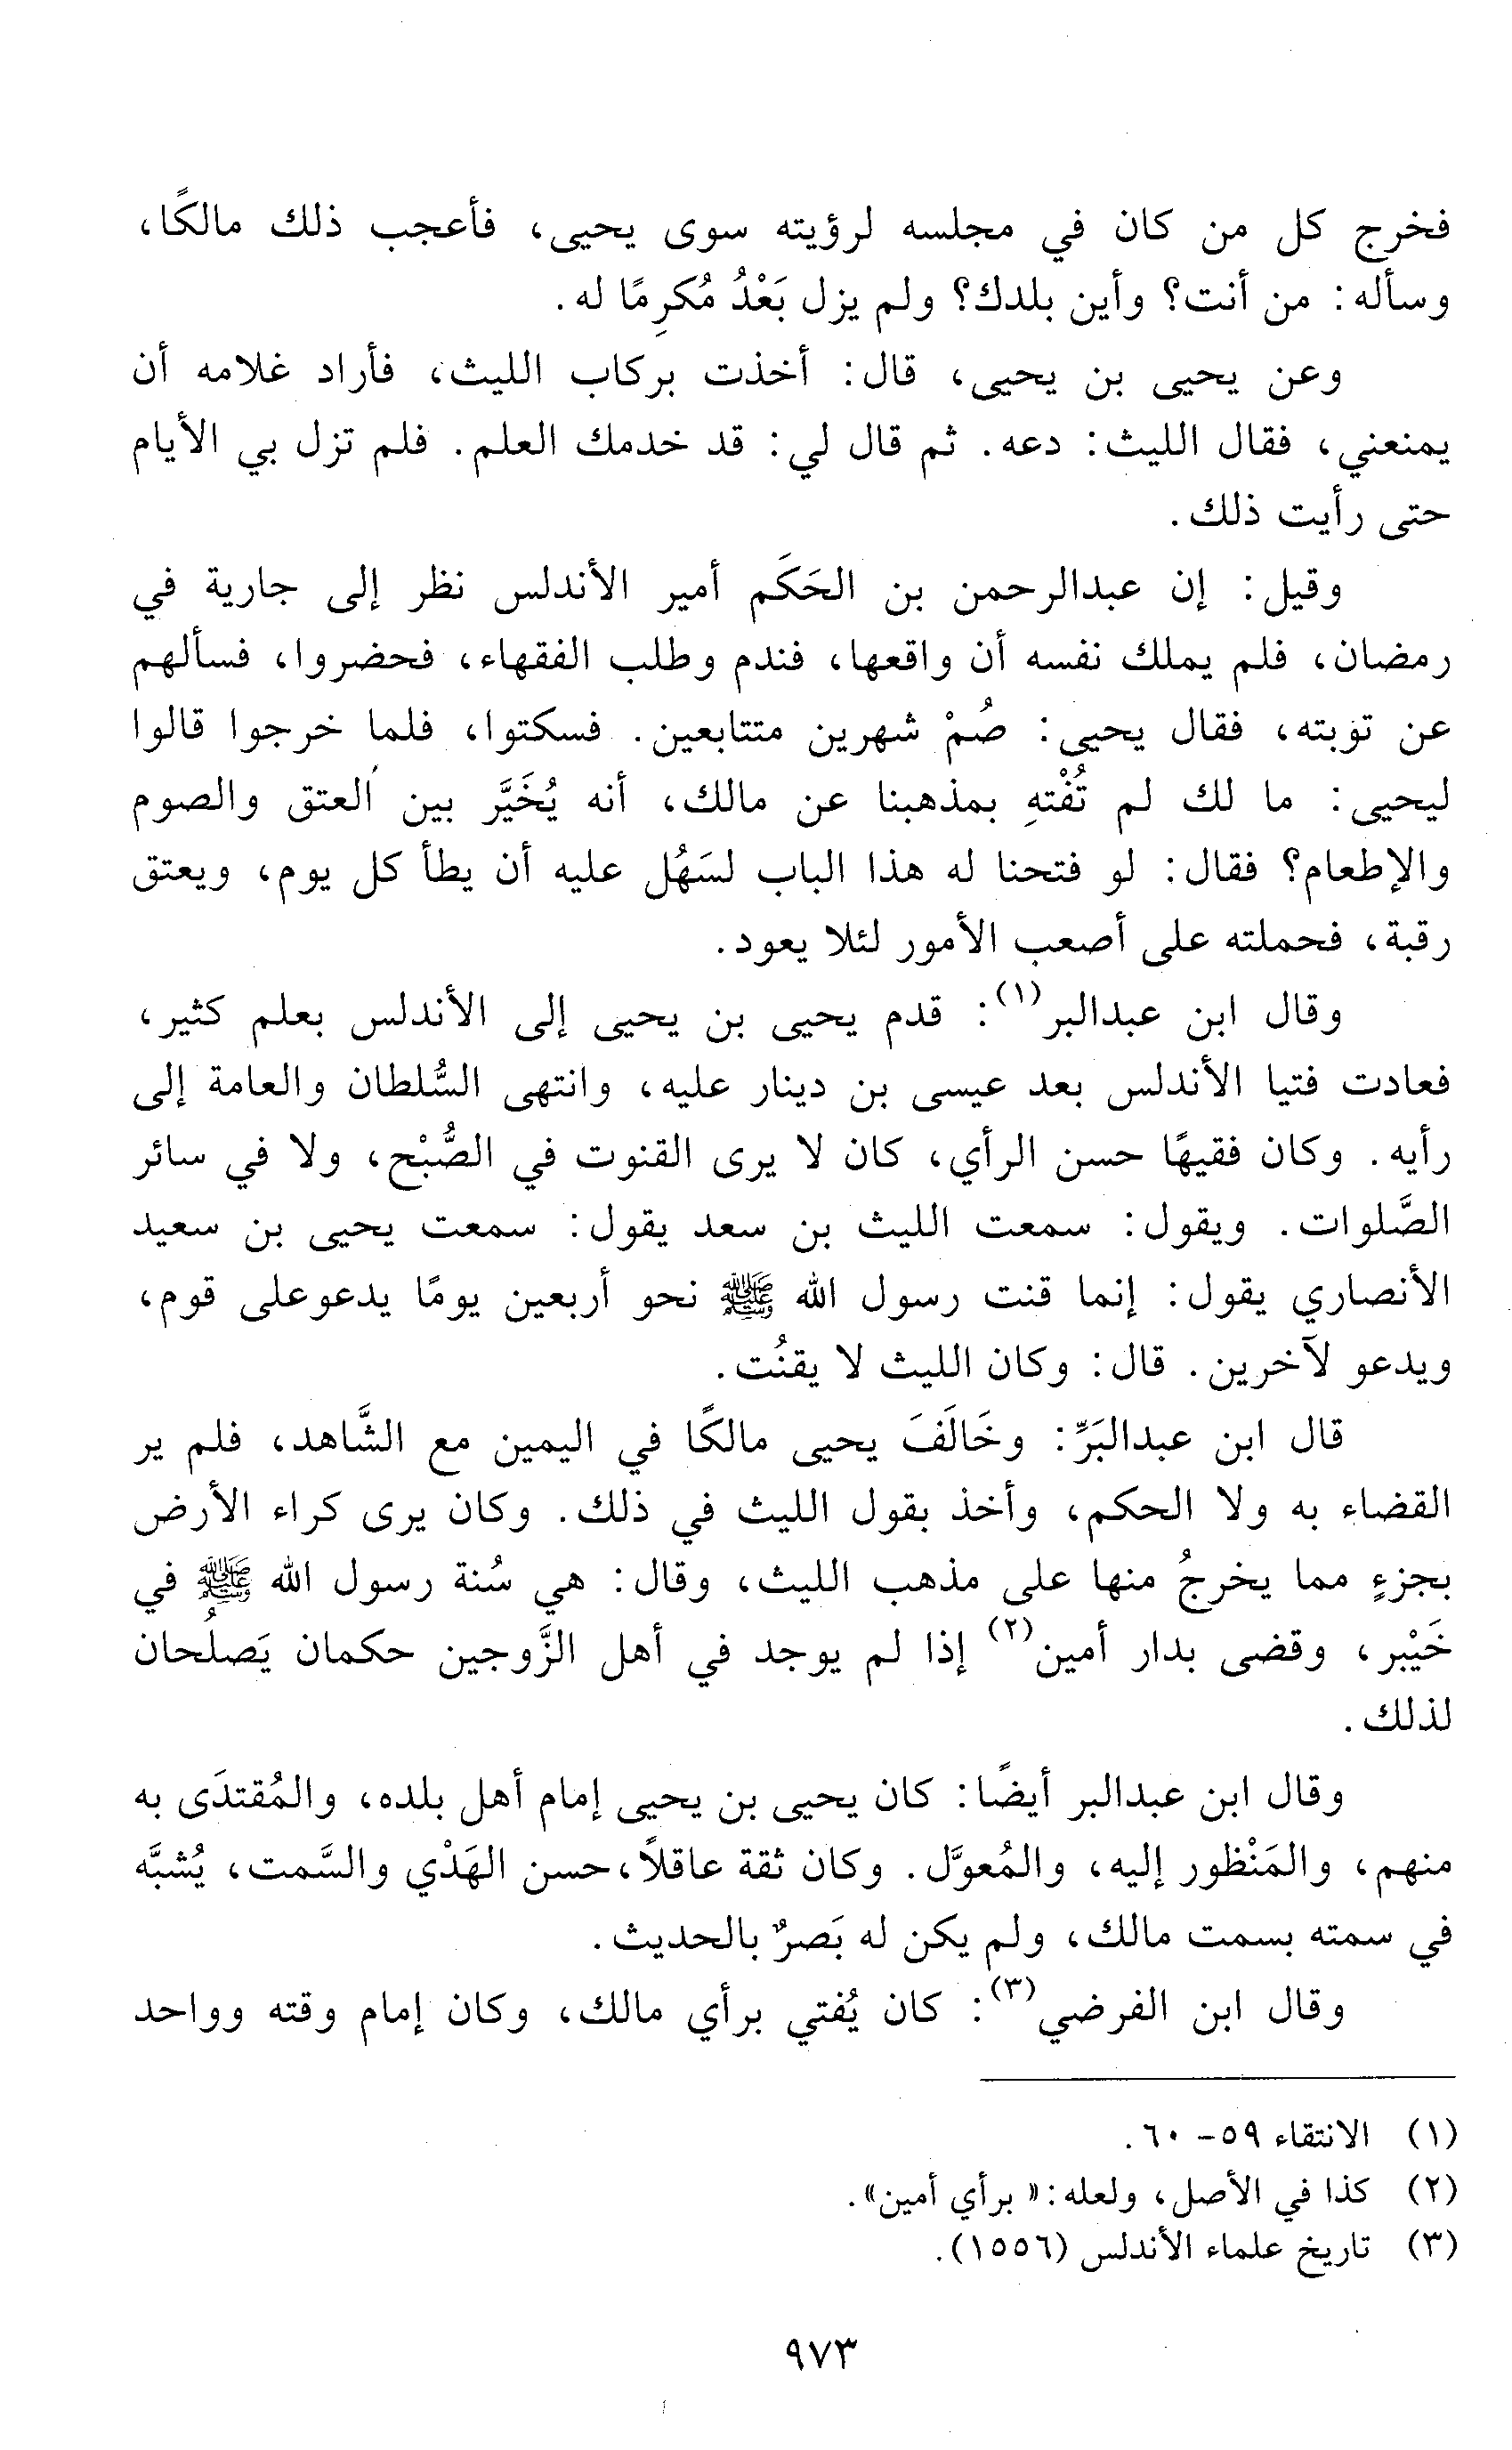 فخرج كل من كان في مجلسه لرؤيته سوى يحيى، فأعجب ذلك مالكًا،
وسأله: من أنت؟ وأين بلدك؟ ولم يزل بَعْدُ مُكرِمًا له.
وعن يحيى بن يحيى، قال: أخذت بركاب الليث، فأراد غلامه أن
يمنعني، فقال الليث: دعه. ثم قال لي: قد خدمك العلم. فلم تزل بي الأيام
حتى رأيت ذلك.
وقيل: إن عبدالرحمن بن الحَكَم أمير الأندلس نظر إلى جارية في
رمضان، فلم يملك نفسه أن واقعها، فندم وطلب الفقهاء، فحضروا، فسألهم
عن توبته، فقال يحيى: صُمْ شهرين متتابعين. فسكتوا، فلما خرجوا قالوا
ليحيى: ما لك لم تُفْتهِ بمذهبنا عن مالك، أنه يُخَيَّر بين العتق والصوم
والإطعام؟ فقال: لو فتحنا له هذا الباب لسَهُل عليه أن يطأ كل يوم، ويعتق
رقبة، فحملته على أصعب الأمور لئلا يعود.
وقال ابن عبدالبر(١): قدم يحيى بن يحيى إلى الأندلس بعلم كثير،
فعادت فتيا الأندلس بعد عيسى بن دينار عليه، وانتهى السُّلطان والعامة إلى
رأيه. وكان فقيهًا حسن الرأي، كان لا يرى القنوت في الصُّبْح، ولا في سائر
الصَّلوات. ويقول: سمعت الليث بن سعد يقول: سمعت يحيى بن سعيد
الأنصاري يقول: إنما قنت رسول الله ﷺ نحو أربعين يومًا يدعوعلى قوم،
ويدعو لآخرين. قال: وكان الليث لا يقنُت.
قال ابن عبدالبَرِّ: وخَالَفَ يحيى مالكًا في اليمين مع الشَّاهد، فلم ير
القضاء به ولا الحكم، وأخذ بقول الليث في ذلك. وكان يرى كراء الأرض
بجزءٍ مما يخرجُ منها على مذهب الليث، وقال: هي سُنة رسول الله ﷺ في
خَيْبر، وقضى بدار أمين(٢) إذا لم يوجد في أهل الزَّوجين حكمان يَصلُحان
لذلك.
وقال ابن عبدالبر أيضًا: كان يحيى بن يحيى إمام أهل بلده، والمُقتدَى به
منهم، والمَنْظور إليه، والمُعوَّل. وكان ثقة عاقلاً،حسن الهَدْي والسَّمت، يُشبَّه
في سمته بسمت مالك، ولم يكن له بَصرٌ بالحديث.
وقال ابن الفرضي(٣): كان يُفتي برأي مالك، وكان إمام وقته وواحد
(١) الانتقاء ٥٩- ٦٠.
(٢) كذا في الأصل، ولعله:« برأي أمين».
(٣) تاريخ علماء الأندلس (١٥٥٦).
٩٧٣